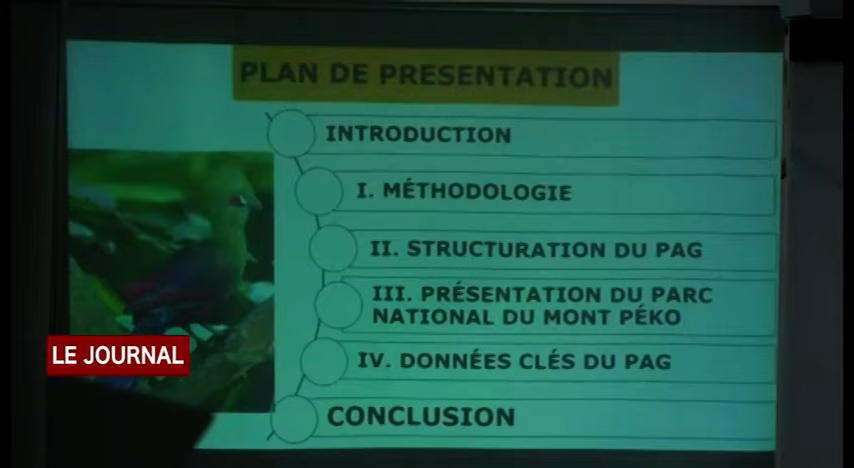 PLAN DE PRESENTATION
INTRODUCTION
I. MÉTHODOLOGIE
II. STRUCTURATION DU PAG
III. PRÉSENTATION DU PARC
NATIONAL DU MONT PÉKO
LE JOURNAL
IV. DONNÉES CLÉS DU PAG
CONCLUSION